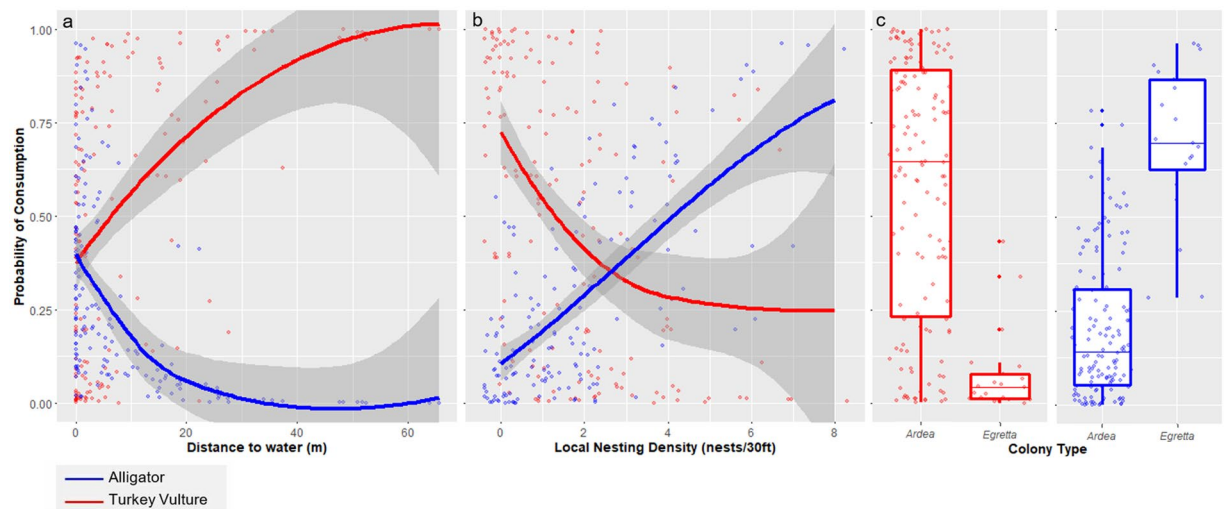 a
b
c
Probability of Consumption
1.00
0.75
0.50
0.25
0.00
0 20 40 60
Distance to water (m)
0 2 4 6 8
Local Nesting Density (nests/30ft)
Ardea Egretta
Ardea Egretta
Colony Type
Alligator
Turkey Vulture